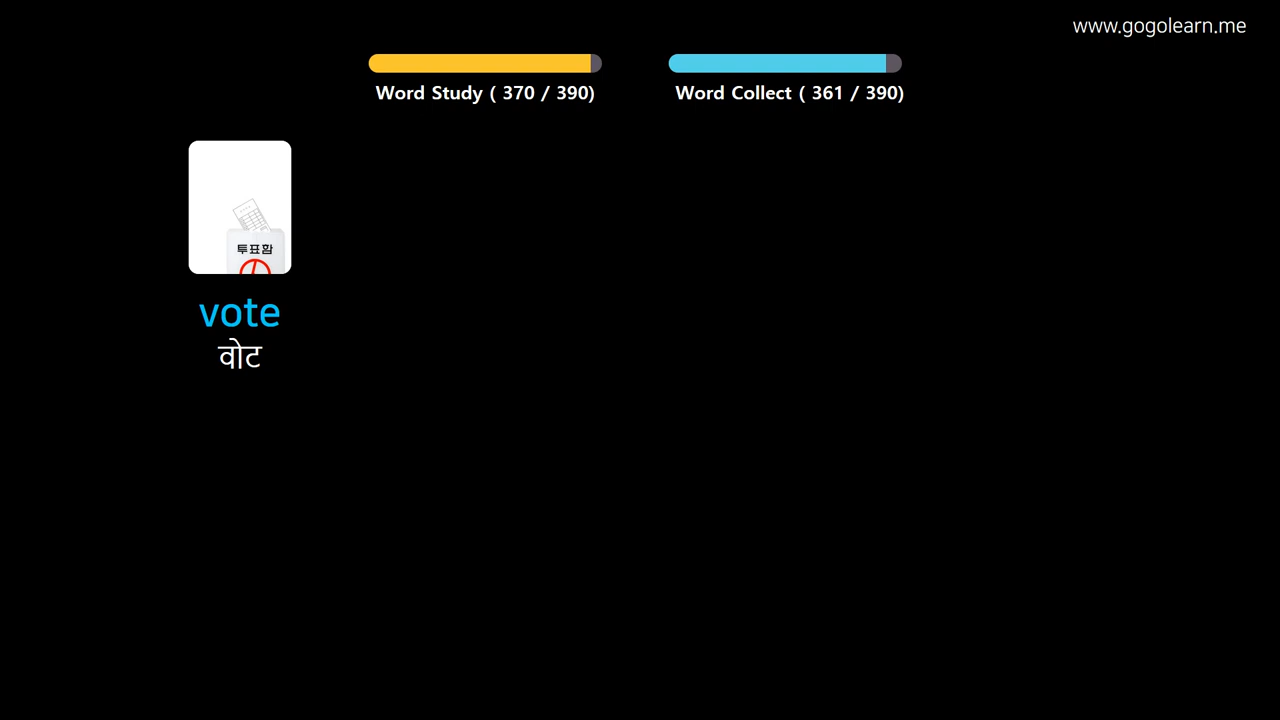 www.gogolearn.me
Word Study ( 370 / 390)
Word Collect ( 361 / 390)
투표함
vote
वोट